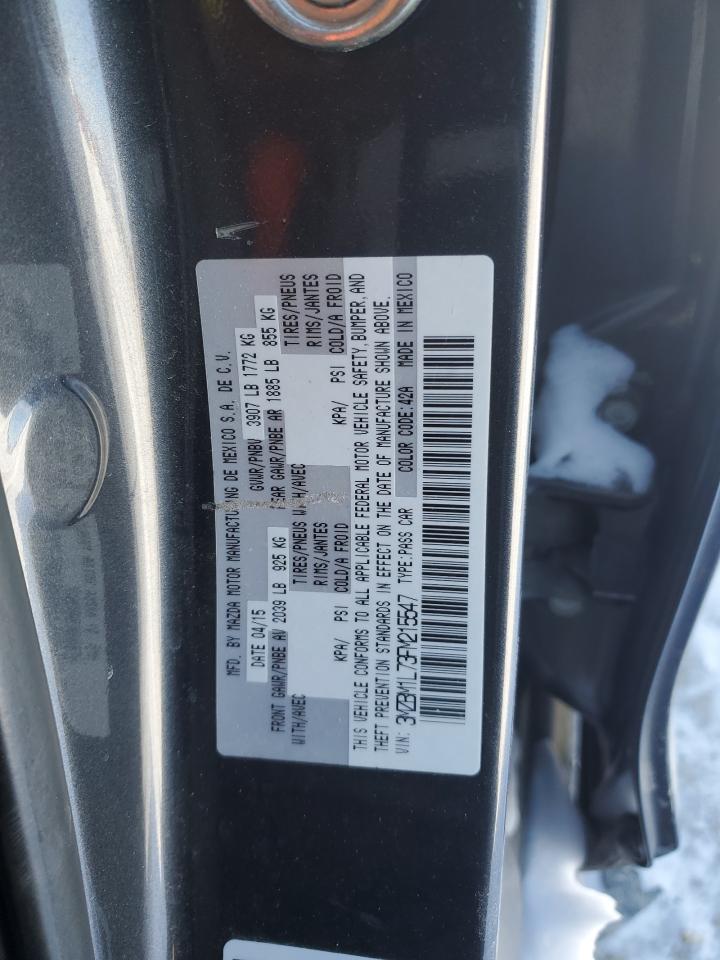 MFD. BY MAZDA MOTOR MANUFACTURING DE MEXICO S.A. DE C.V.
DATE 04/15 GVWR/PNBV 3907 LB 1772 KG
FRONT GAWR/PNBE AV 2039 LB 925 KG REAR GAWR/PNBE AR 1885 LB 855 KG
WITH/AVEC TIRES/PNEUS WITH/AVEC TIRES/PNEUS
RIMS/JANTES RIMS/JANTES
KPA/ PSI COLD/A FROID KPA/ PSI COLD/A FROID
THIS VEHICLE CONFORMS TO ALL APPLICABLE FEDERAL MOTOR VEHICLE SAFETY, BUMPER, AND
THEFT PREVENTION STANDARDS IN EFFECT ON THE DATE OF MANUFACTURE SHOWN ABOVE.
VIN: 3MZBM1L73FM215547 TYPE:PASS CAR COLOR CODE:42A MADE IN MEXICO